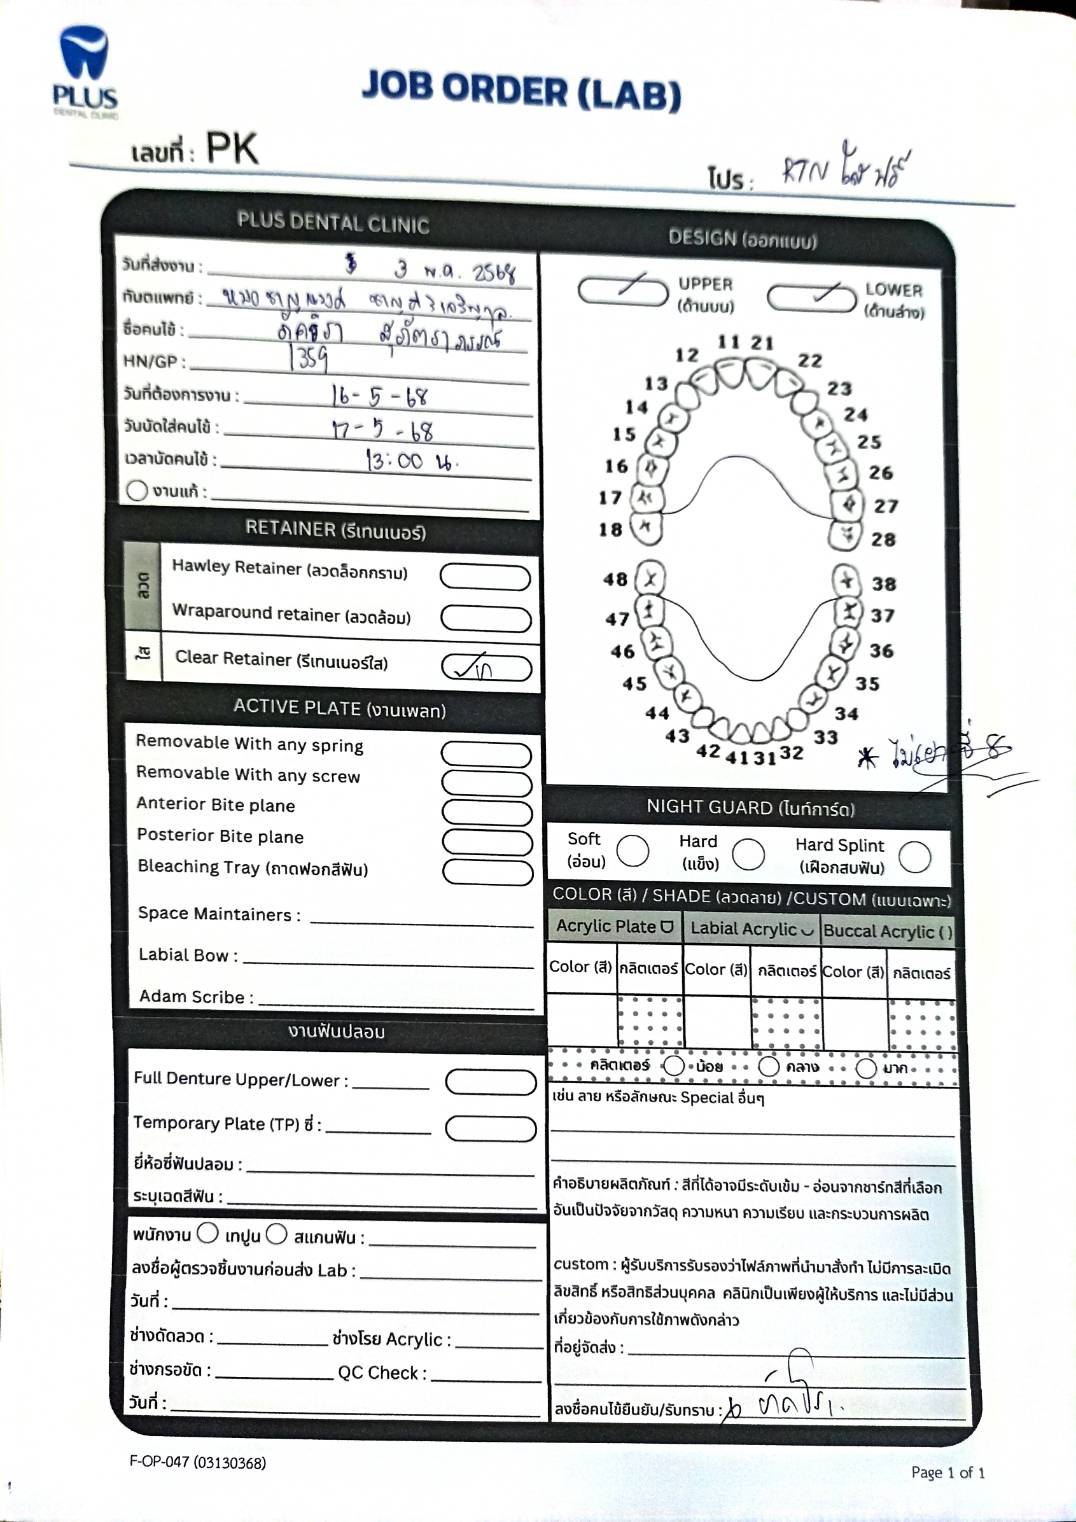 PLUS
DENTAL CLINIC
JOB ORDER (LAB)
เลขที่ : PK
โปร : RTN ใส ฟรี
PLUS DENTAL CLINIC
วันที่ส่งงาน : 3 พ.ค. 2568
ทันตแพทย์ : หมอ
ชื่อคนไข้ :
HN/GP : 1359
วันที่ต้องการงาน : 16-5-68
วันนัดใส่คนไข้ : 17-5-68
เวลานัดคนไข้ : 13:00 น.
งานแก้ :
RETAINER (รีเทนเนอร์)
ลวด
Hawley Retainer (ลวดล็อกกราม)
Wraparound retainer (ลวดล้อม)
ใส
Clear Retainer (รีเทนเนอร์ใส)
ACTIVE PLATE (งานเพลท)
Removable With any spring
Removable With any screw
Anterior Bite plane
Posterior Bite plane
Bleaching Tray (ถาดฟอกสีฟัน)
Space Maintainers :
Labial Bow :
Adam Scribe :
งานฟันปลอม
Full Denture Upper/Lower :
Temporary Plate (TP) ซี่ :
ยี่ห้อซี่ฟันปลอม :
ระบุเฉดสีฟัน :
พนักงาน เทปูน สแกนฟัน :
ลงชื่อผู้ตรวจชิ้นงานก่อนส่ง Lab :
วันที่ :
ช่างดัดลวด : ช่างโรย Acrylic :
ช่างกรอขัด : QC Check :
วันที่ :
DESIGN (ออกแบบ)
UPPER
(ด้านบน)
LOWER
(ด้านล่าง)
11 21
12 22
13 23
14 24
15 25
16 26
17 27
18 28
48 38
47 37
46 36
45 35
44 34
43 33
42 41 31 32
* ไม่เอาซี่ 8
NIGHT GUARD (ไนท์การ์ด)
Soft
(อ่อน)
Hard
(แข็ง)
Hard Splint
(เฝือกสบฟัน)
COLOR (สี) / SHADE (ลวดลาย) /CUSTOM (แบบเฉพาะ)
Acrylic Plate Labial Acrylic Buccal Acrylic ( )
Color (สี) กลิตเตอร์ Color (สี) กลิตเตอร์ Color (สี) กลิตเตอร์
กลิตเตอร์ น้อย กลาง มาก
เช่น ลาย หรือลักษณะ Special อื่นๆ
คำอธิบายผลิตภัณฑ์ : สีที่ได้อาจมีระดับเข้ม - อ่อนจากชาร์ทสีที่เลือก
อันเป็นปัจจัยจากวัสดุ ความหนา ความเรียบ และกระบวนการผลิต
custom : ผู้รับบริการรับรองว่าไฟล์ภาพที่นำมาสั่งทำ ไม่มีการละเมิด
ลิขสิทธิ์ หรือสิทธิส่วนบุคคล คลินิกเป็นเพียงผู้ให้บริการ และไม่มีส่วน
เกี่ยวข้องกับการใช้ภาพดังกล่าว
ที่อยู่จัดส่ง :
ลงชื่อคนไข้ยืนยัน/รับทราบ :
F-OP-047 (03130368)
Page 1 of 1